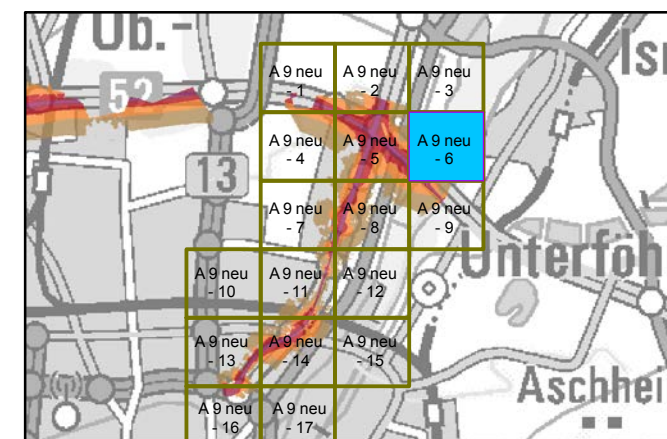 Ob.-
Isr
52
A 9 neu
- 1
A 9 neu
- 2
A 9 neu
- 3
A 9 neu
- 4
A 9 neu
- 5
A 9 neu
- 6
13
A 9 neu
- 7
A 9 neu
- 8
A 9 neu
- 9
Unterföh
A 9 neu
- 10
A 9 neu
- 11
A 9 neu
- 12
A 9 neu
- 13
A 9 neu
- 14
A 9 neu
- 15
Aschhei
A 9 neu
- 16
A 9 neu
- 17